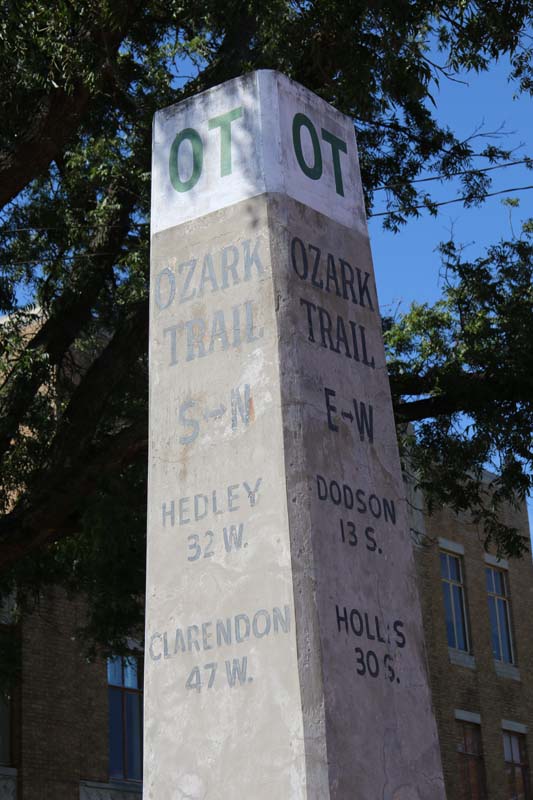 OT
OZARK
TRAIL
S→N
HEDLEY
32 W.
CLARENDON
47 W.
OT
OZARK
TRAIL
E→W
DODSON
13 S.
HOLLIS
30 S.